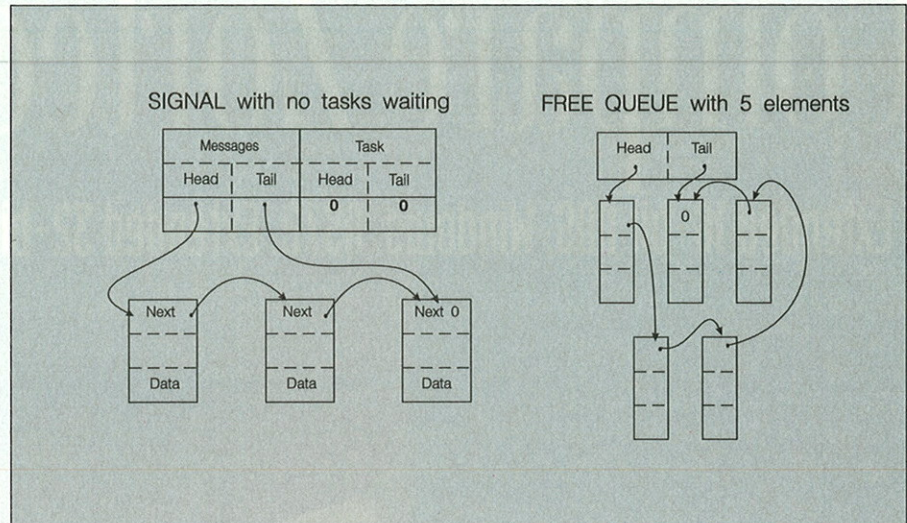 SIGNAL with no tasks waiting
Messages Task
Head Tail Head Tail
0 0
Next Next Next 0
Data Data Data
FREE QUEUE with 5 elements
Head Tail
0